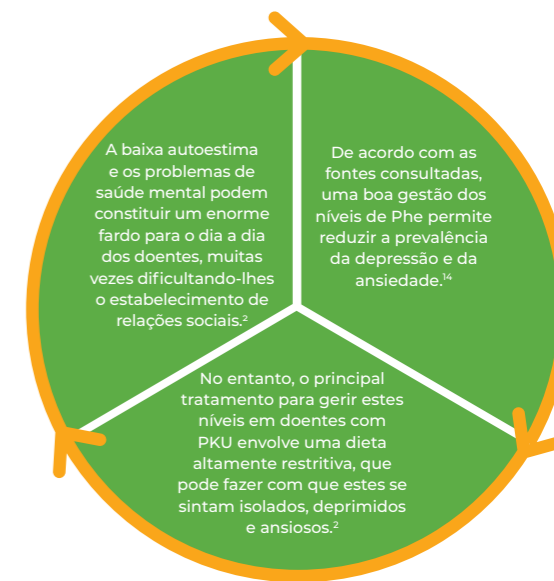 A baixa autoestima
e os problemas de
saúde mental podem
constituir um enorme
fardo para o dia a dia
dos doentes, muitas
vezes dificultando-lhes
o estabelecimento de
relações sociais.²
De acordo com as
fontes consultadas,
uma boa gestão dos
níveis de Phe permite
reduzir a prevalência
da depressão e da
ansiedade.¹⁴
No entanto, o principal
tratamento para gerir estes
níveis em doentes com
PKU envolve uma dieta
altamente restritiva, que
pode fazer com que estes se
sintam isolados, deprimidos
e ansiosos.²